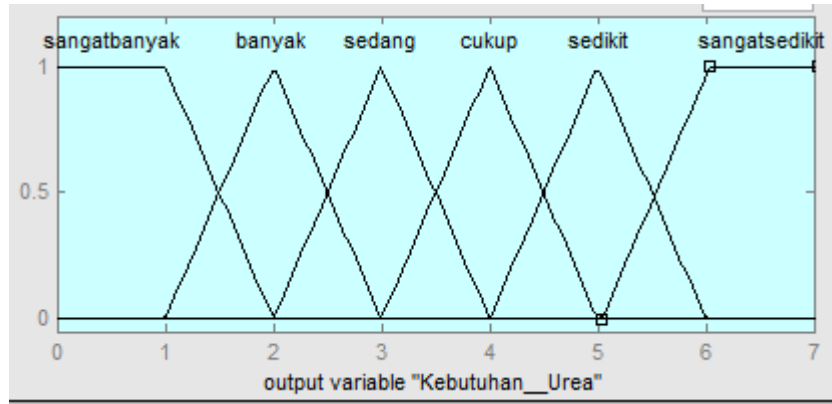 sangatbanyak banyak sedang cukup sedikit sangatsedikit
1
0.5
0
0 1 2 3 4 5 6 7
output variable "Kebutuhan__Urea"